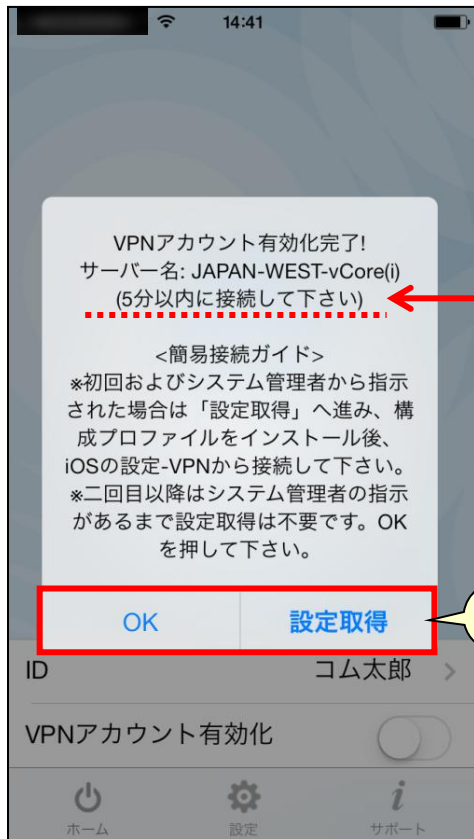 14:41
VPNアカウント有効化完了!
サーバー名: JAPAN-WEST-vCore(i)
(5分以内に接続して下さい)
<簡易接続ガイド>
※初回およびシステム管理者から指示
された場合は「設定取得」へ進み、構
成プロファイルをインストール後、
iOSの設定-VPNから接続して下さい。
※二回目以降はシステム管理者の指示
があるまで設定取得は不要です。OK
を押して下さい。
OK 設定取得
ID コム太郎
VPNアカウント有効化
ホーム 設定 サポート